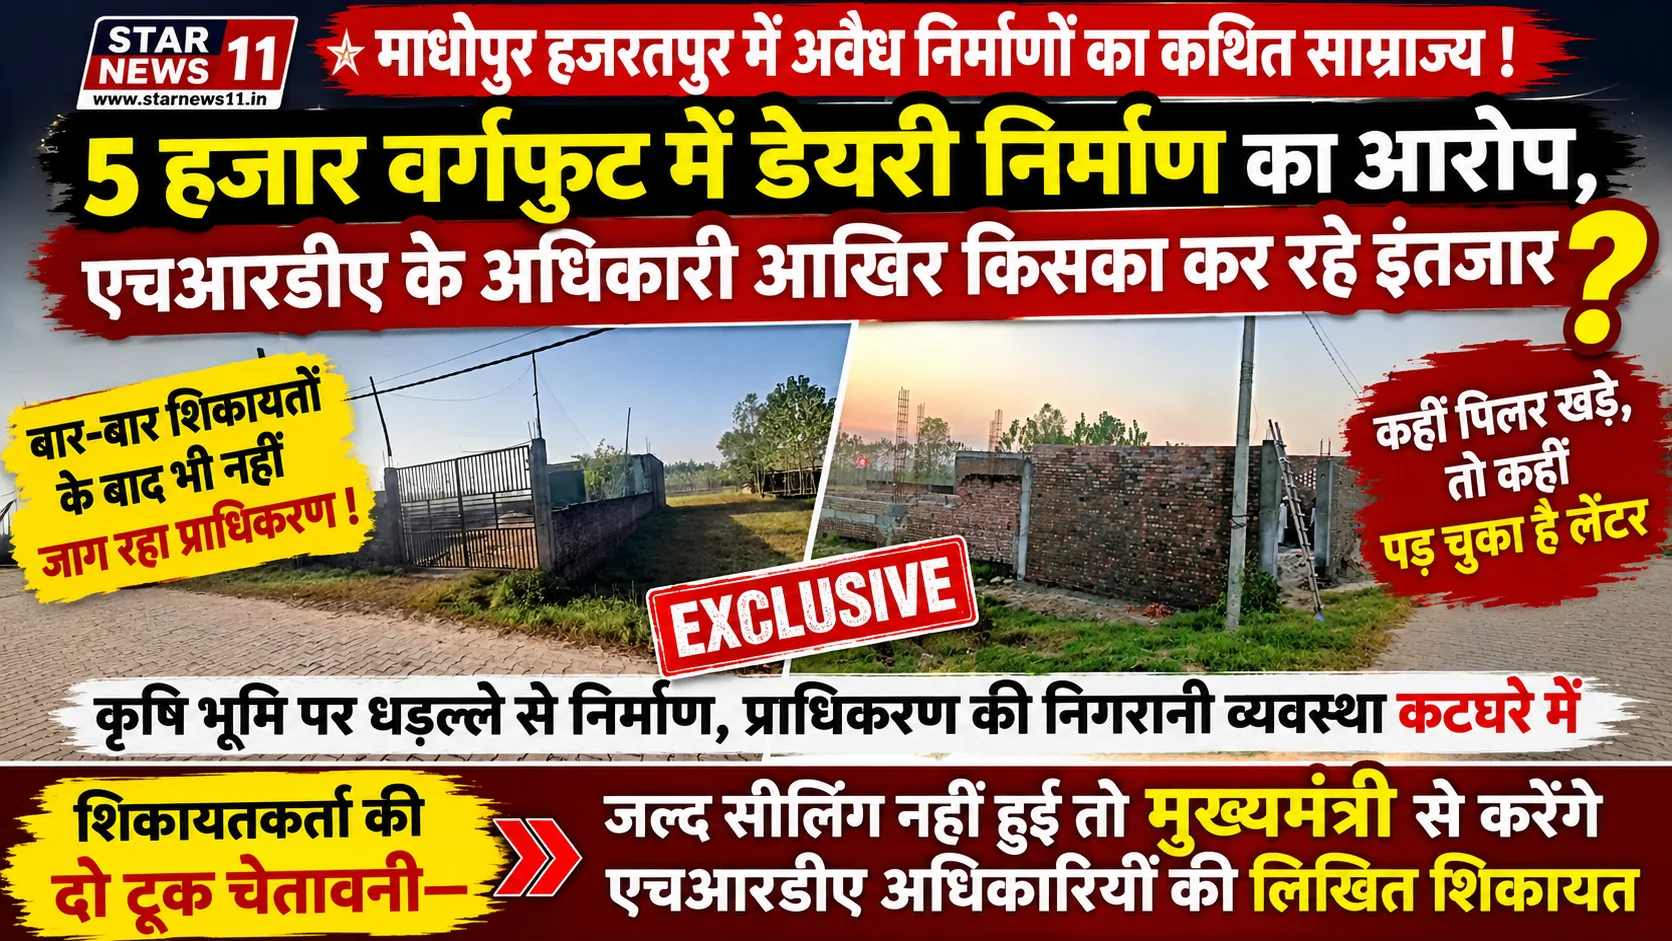 STAR
NEWS 11
www.starnews11.in
माधोपुर हजरतपुर में अवैध निर्माणों का कथित साम्राज्य !
5 हजार वर्गफुट में डेयरी निर्माण का आरोप,
एचआरडीए के अधिकारी आखिर किसका कर रहे इंतजार ?
बार-बार शिकायतों
के बाद भी नहीं
जाग रहा प्राधिकरण !
कहीं पिलर खड़े,
तो कहीं
पड़ चुका है लेंटर
EXCLUSIVE
कृषि भूमि पर धड़ल्ले से निर्माण, प्राधिकरण की निगरानी व्यवस्था कटघरे में
शिकायतकर्ता की
दो टूक चेतावनी–
जल्द सीलिंग नहीं हुई तो मुख्यमंत्री से करेंगे
एचआरडीए अधिकारियों की लिखित शिकायत